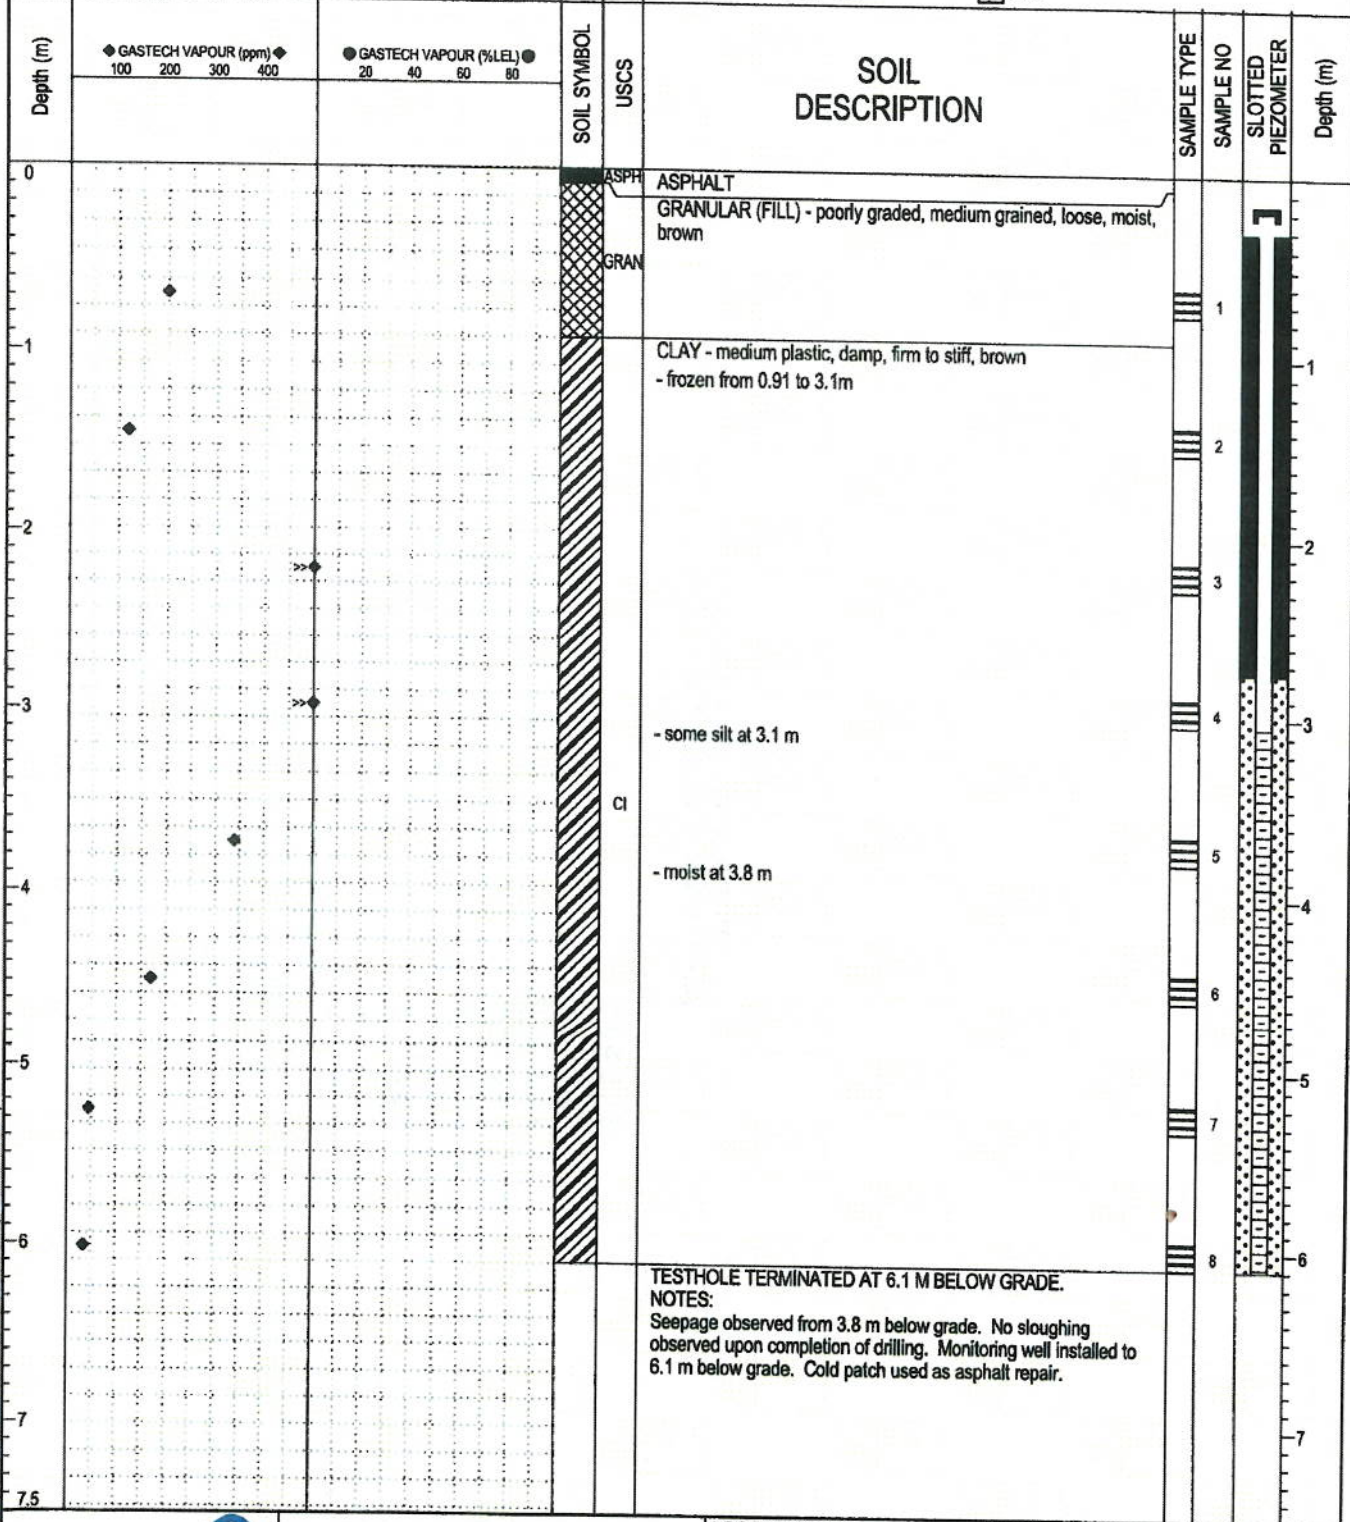 Depth (m)
◆ GASTECH VAPOUR (ppm) ◆
100 200 300 400
● GASTECH VAPOUR (%LEL) ●
20 40 60 80
SOIL SYMBOL
USCS
SOIL
DESCRIPTION
SAMPLE TYPE
SAMPLE NO
SLOTTED
PIEZOMETER
Depth (m)
0
ASPH
ASPHALT
GRANULAR (FILL) - poorly graded, medium grained, loose, moist,
brown
GRAN
1
1
CLAY - medium plastic, damp, firm to stiff, brown
1
- frozen from 0.91 to 3.1m
2
2
2
>>
3
3
>>
4
3
- some silt at 3.1 m
CI
5
- moist at 3.8 m
4
4
6
5
5
7
6
8
6
TESTHOLE TERMINATED AT 6.1 M BELOW GRADE.
NOTES:
Seepage observed from 3.8 m below grade. No sloughing
observed upon completion of drilling. Monitoring well installed to
6.1 m below grade. Cold patch used as asphalt repair.
7
7
7.5